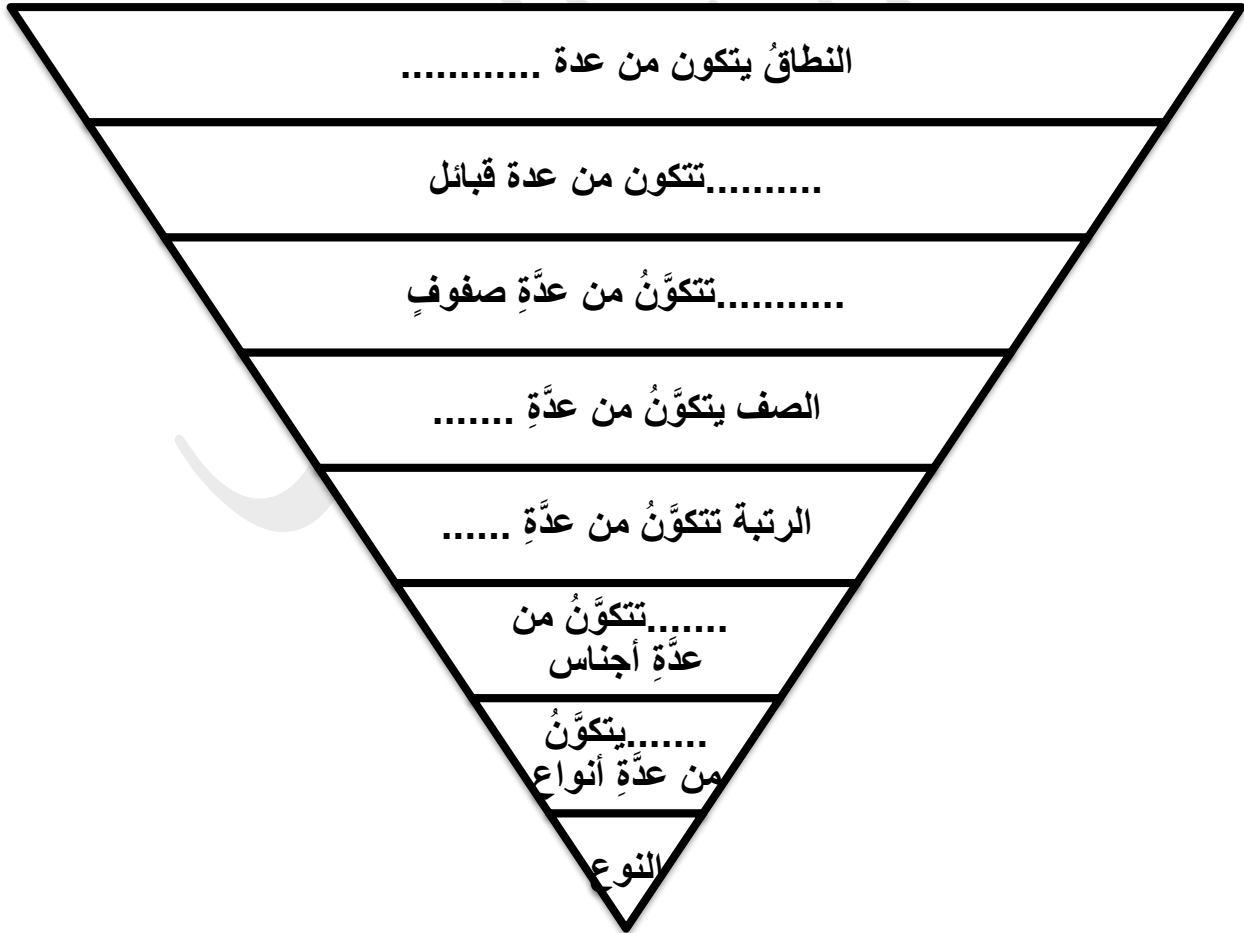 النطاقُ يتكون من عدة ............
..........تتكون من عدة قبائل
...........تتكوَّنُ من عدَّةِ صفوفٍ
الصف يتكوَّنُ من عدَّةِ .......
الرتبة تتكوَّنُ من عدَّةِ ......
.......تتكوَّنُ من
عدَّةِ أجناس
.......يتكوَّنُ
من عدَّةِ أنواع
النوع